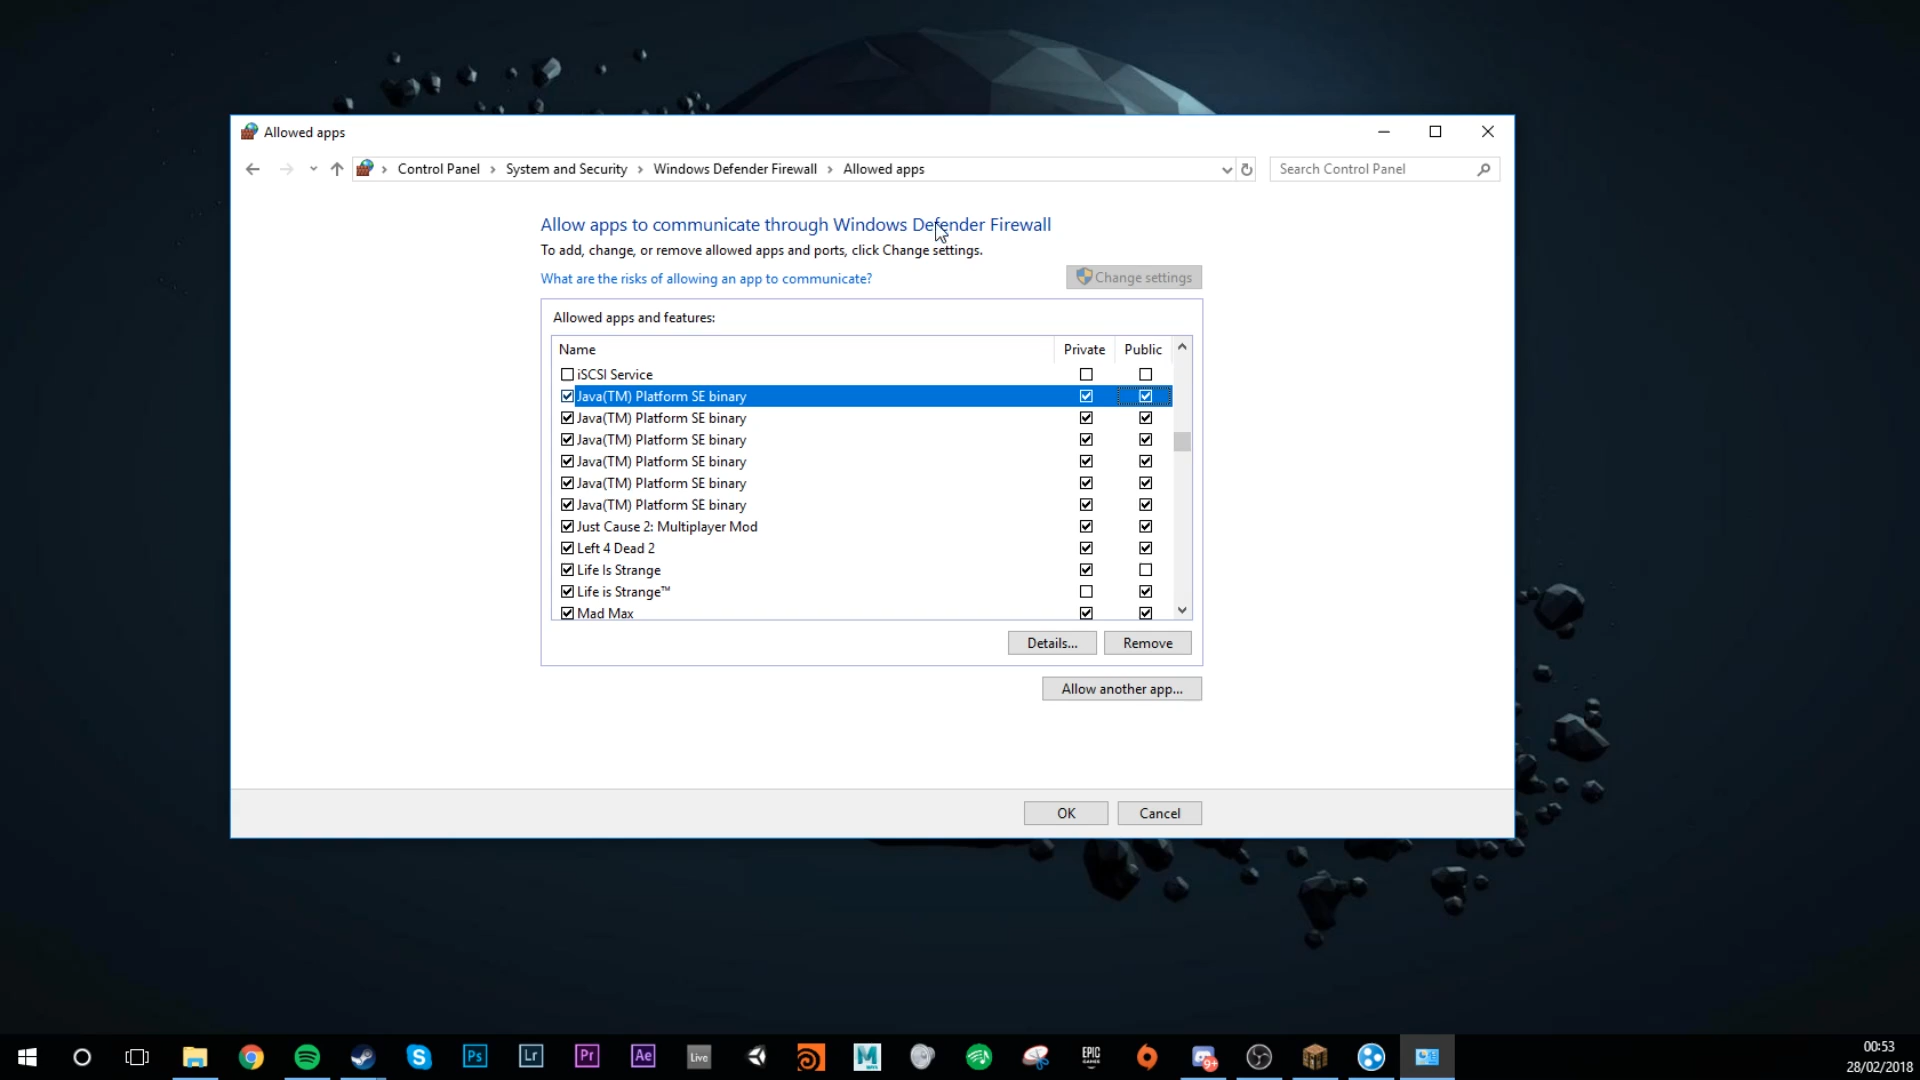 Allowed apps
Control Panel › System and Security › Windows Defender Firewall › Allowed apps
Search Control Panel
Allow apps to communicate through Windows Defender Firewall
To add, change, or remove allowed apps and ports, click Change settings.
What are the risks of allowing an app to communicate?
Change settings
Allowed apps and features:
Name Private Public
iSCSI Service
Java(TM) Platform SE binary
Java(TM) Platform SE binary
Java(TM) Platform SE binary
Java(TM) Platform SE binary
Java(TM) Platform SE binary
Java(TM) Platform SE binary
Just Cause 2: Multiplayer Mod
Left 4 Dead 2
Life Is Strange
Life is Strange™
Mad Max
Details... Remove
Allow another app...
OK Cancel
Ps Lr Pr Ae Live M EPIC GAMES 9+
00:53
28/02/2018